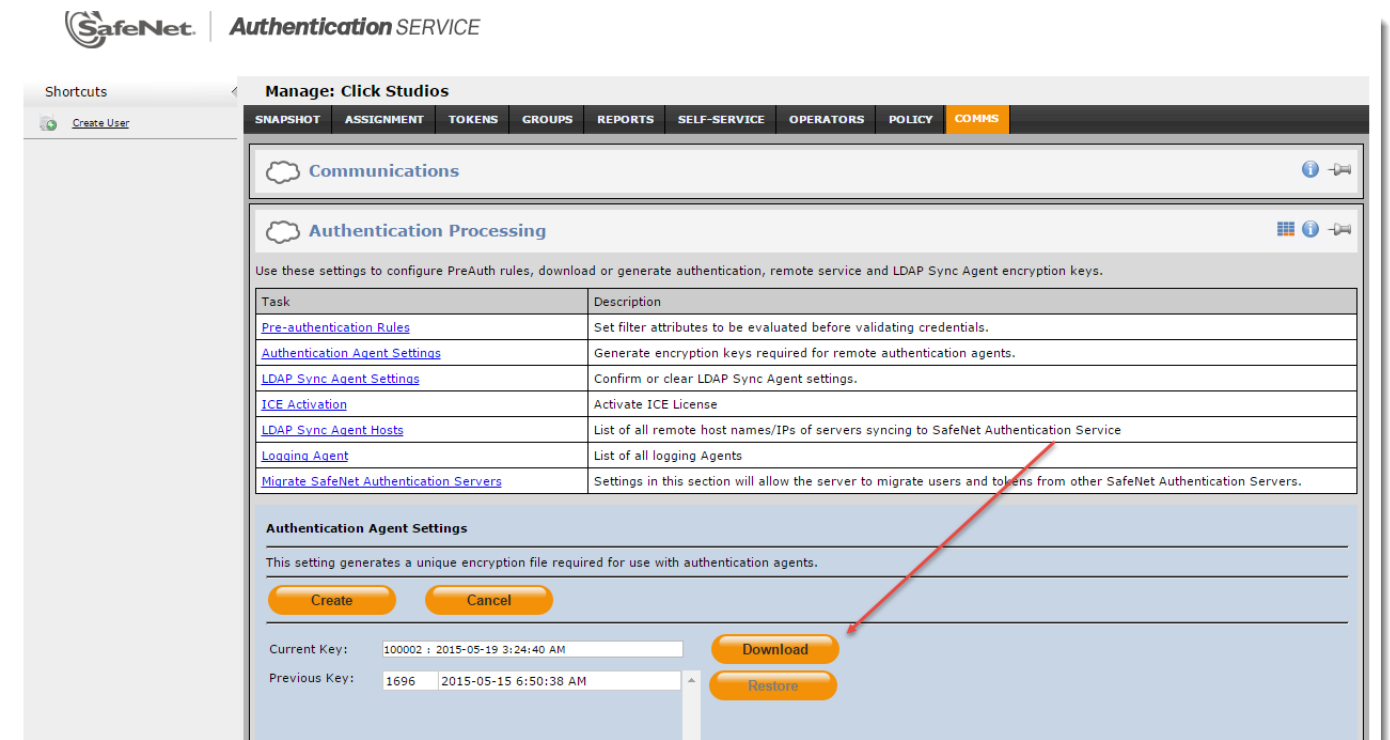 SafeNet. Authentication SERVICE
Shortcuts
Manage: Click Studios
Create User
SNAPSHOT ASSIGNMENT TOKENS GROUPS REPORTS SELF-SERVICE OPERATORS POLICY COMMS
Communications
Authentication Processing
Use these settings to configure PreAuth rules, download or generate authentication, remote service and LDAP Sync Agent encryption keys.
Task Description
Pre-authentication Rules Set filter attributes to be evaluated before validating credentials.
Authentication Agent Settings Generate encryption keys required for remote authentication agents.
LDAP Sync Agent Settings Confirm or clear LDAP Sync Agent settings.
ICE Activation Activate ICE License
LDAP Sync Agent Hosts List of all remote host names/IPs of servers syncing to SafeNet Authentication Service
Logging Agent List of all logging Agents
Migrate SafeNet Authentication Servers Settings in this section will allow the server to migrate users and tokens from other SafeNet Authentication Servers.
Authentication Agent Settings
This setting generates a unique encryption file required for use with authentication agents.
Create Cancel
Current Key: 100002 : 2015-05-19 3:24:40 AM Download
Previous Key: 1696 2015-05-15 6:50:38 AM Restore